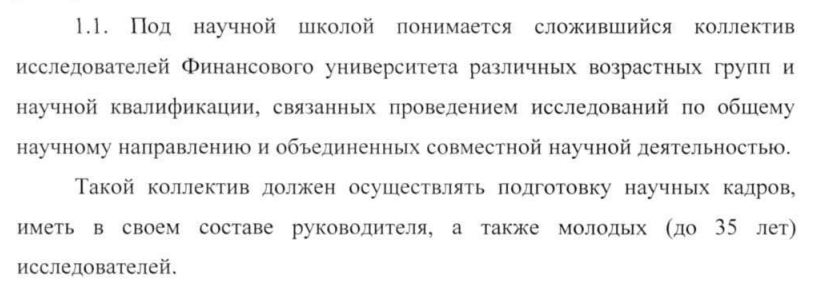 1.1. Под научной школой понимается сложившийся коллектив
исследователей Финансового университета различных возрастных групп и
научной квалификации, связанных проведением исследований по общему
научному направлению и объединенных совместной научной деятельностью.
Такой коллектив должен осуществлять подготовку научных кадров,
иметь в своем составе руководителя, а также молодых (до 35 лет)
исследователей.